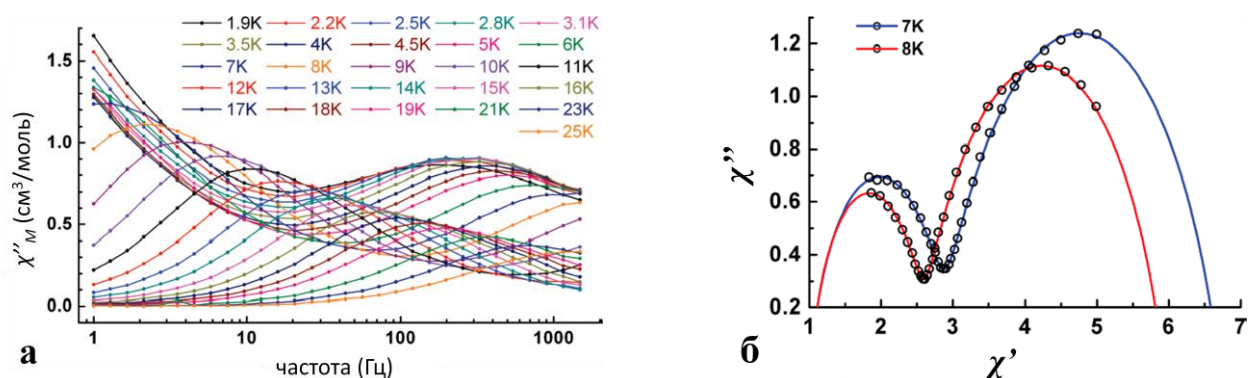 1.9K 2.2K 2.5K 2.8K 3.1K
3.5K 4K 4.5K 5K 6K
7K 8K 9K 10K 11K
12K 13K 14K 15K 16K
17K 18K 19K 21K 23K
25K
χ''M (см³/моль)
1.5
1.0
0.5
0.0
1 10 100 1000
частота (Гц)
а
7K
8K
χ''
1.2
1.0
0.8
0.6
0.4
0.2
1 2 3 4 5 6 7
χ'
б